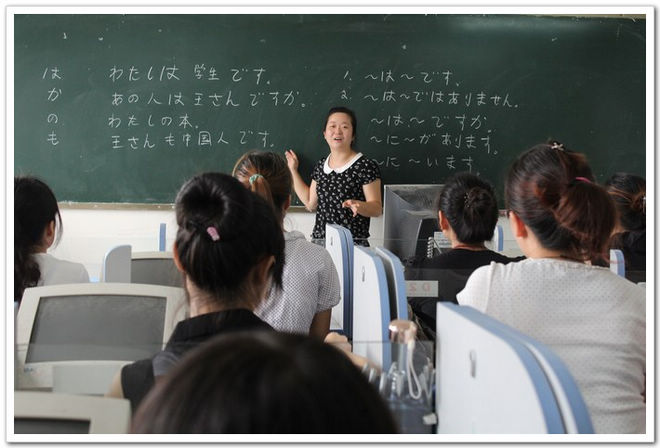 は わたしは 学生 です。
か あの人は王さんですか。
の わたしの本。
も 王さんも中国人です。
1. ～は～です。
2. ～は～ではありません。
～は～ですか
～に～があります。
～に～います。